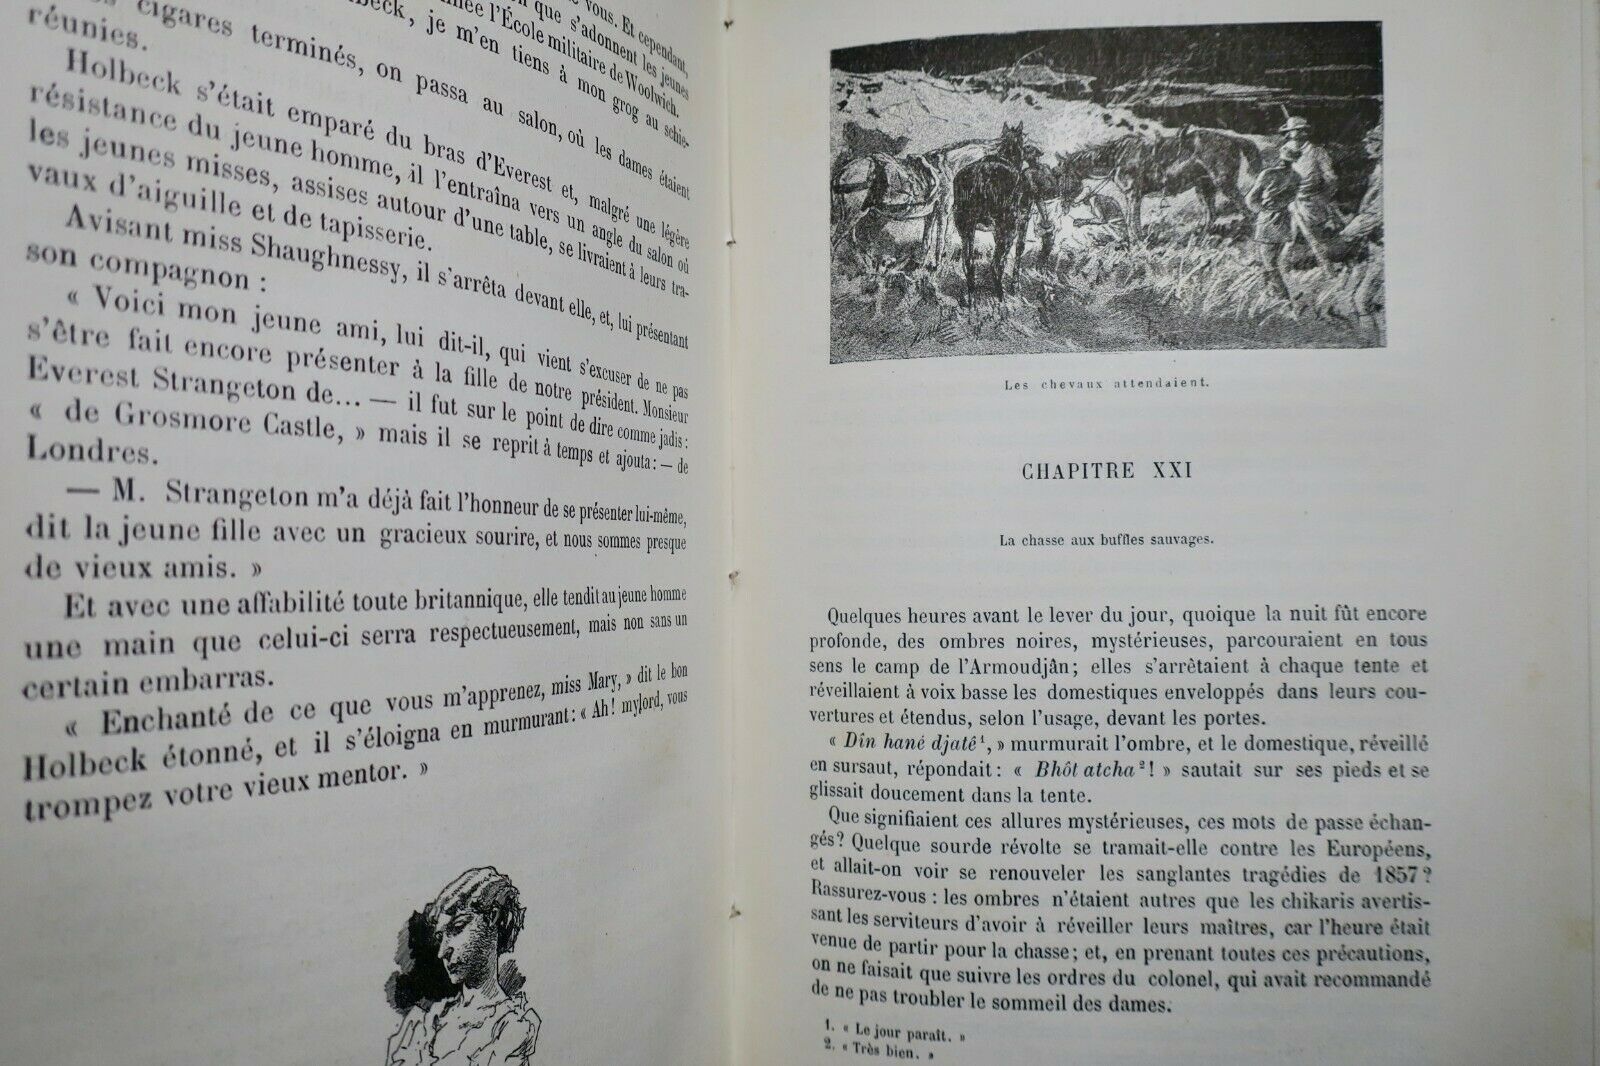 vous. Et cependant,
que s'adonnent les jeunes
l'École militaire de Woolwich.
je m'en tiens à mon grog au schie-
cigares terminés, on passa au salon, où les dames étaient
réunies.
Holbeck s'était emparé du bras d'Everest et, malgré une légère
résistance du jeune homme, il l'entraîna vers un angle du salon où
les jeunes misses, assises autour d'une table, se livraient à leurs tra-
vaux d'aiguille et de tapisserie.
Avisant miss Shaughnessy, il s'arrêta devant elle, et, lui présentant
son compagnon :
« Voici mon jeune ami, lui dit-il, qui vient s'excuser de ne pas
s'être fait encore présenter à la fille de notre président. Monsieur
Everest Strangeton de... — il fut sur le point de dire comme jadis :
« de Grosmore Castle, » mais il se reprit à temps et ajouta : — de
Londres.
— M. Strangeton m'a déjà fait l'honneur de se présenter lui-même,
dit la jeune fille avec un gracieux sourire, et nous sommes presque
de vieux amis. »
Et avec une affabilité toute britannique, elle tendit au jeune homme
une main que celui-ci serra respectueusement, mais non sans un
certain embarras.
« Enchanté de ce que vous m'apprenez, miss Mary, » dit le bon
Holbeck étonné, et il s'éloigna en murmurant : « Ah ! mylord, vous
trompez votre vieux mentor. »
Les chevaux attendaient.
CHAPITRE XXI
La chasse aux buffles sauvages.
Quelques heures avant le lever du jour, quoique la nuit fût encore
profonde, des ombres noires, mystérieuses, parcouraient en tous
sens le camp de l'Armoudjân ; elles s'arrêtaient à chaque tente et
réveillaient à voix basse les domestiques enveloppés dans leurs cou-
vertures et étendus, selon l'usage, devant les portes.
« Dîn hané djatê¹, » murmurait l'ombre, et le domestique, réveillé
en sursaut, répondait : « Bhôt atcha² ! » sautait sur ses pieds et se
glissait doucement dans la tente.
Que signifiaient ces allures mystérieuses, ces mots de passe échan-
gés ? Quelque sourde révolte se tramait-elle contre les Européens,
et allait-on voir se renouveler les sanglantes tragédies de 1857 ?
Rassurez-vous : les ombres n'étaient autres que les chikaris avertis-
sant les serviteurs d'avoir à réveiller leurs maîtres, car l'heure était
venue de partir pour la chasse ; et, en prenant toutes ces précautions,
on ne faisait que suivre les ordres du colonel, qui avait recommandé
de ne pas troubler le sommeil des dames.
1. « Le jour paraît. »
2. « Très bien. »